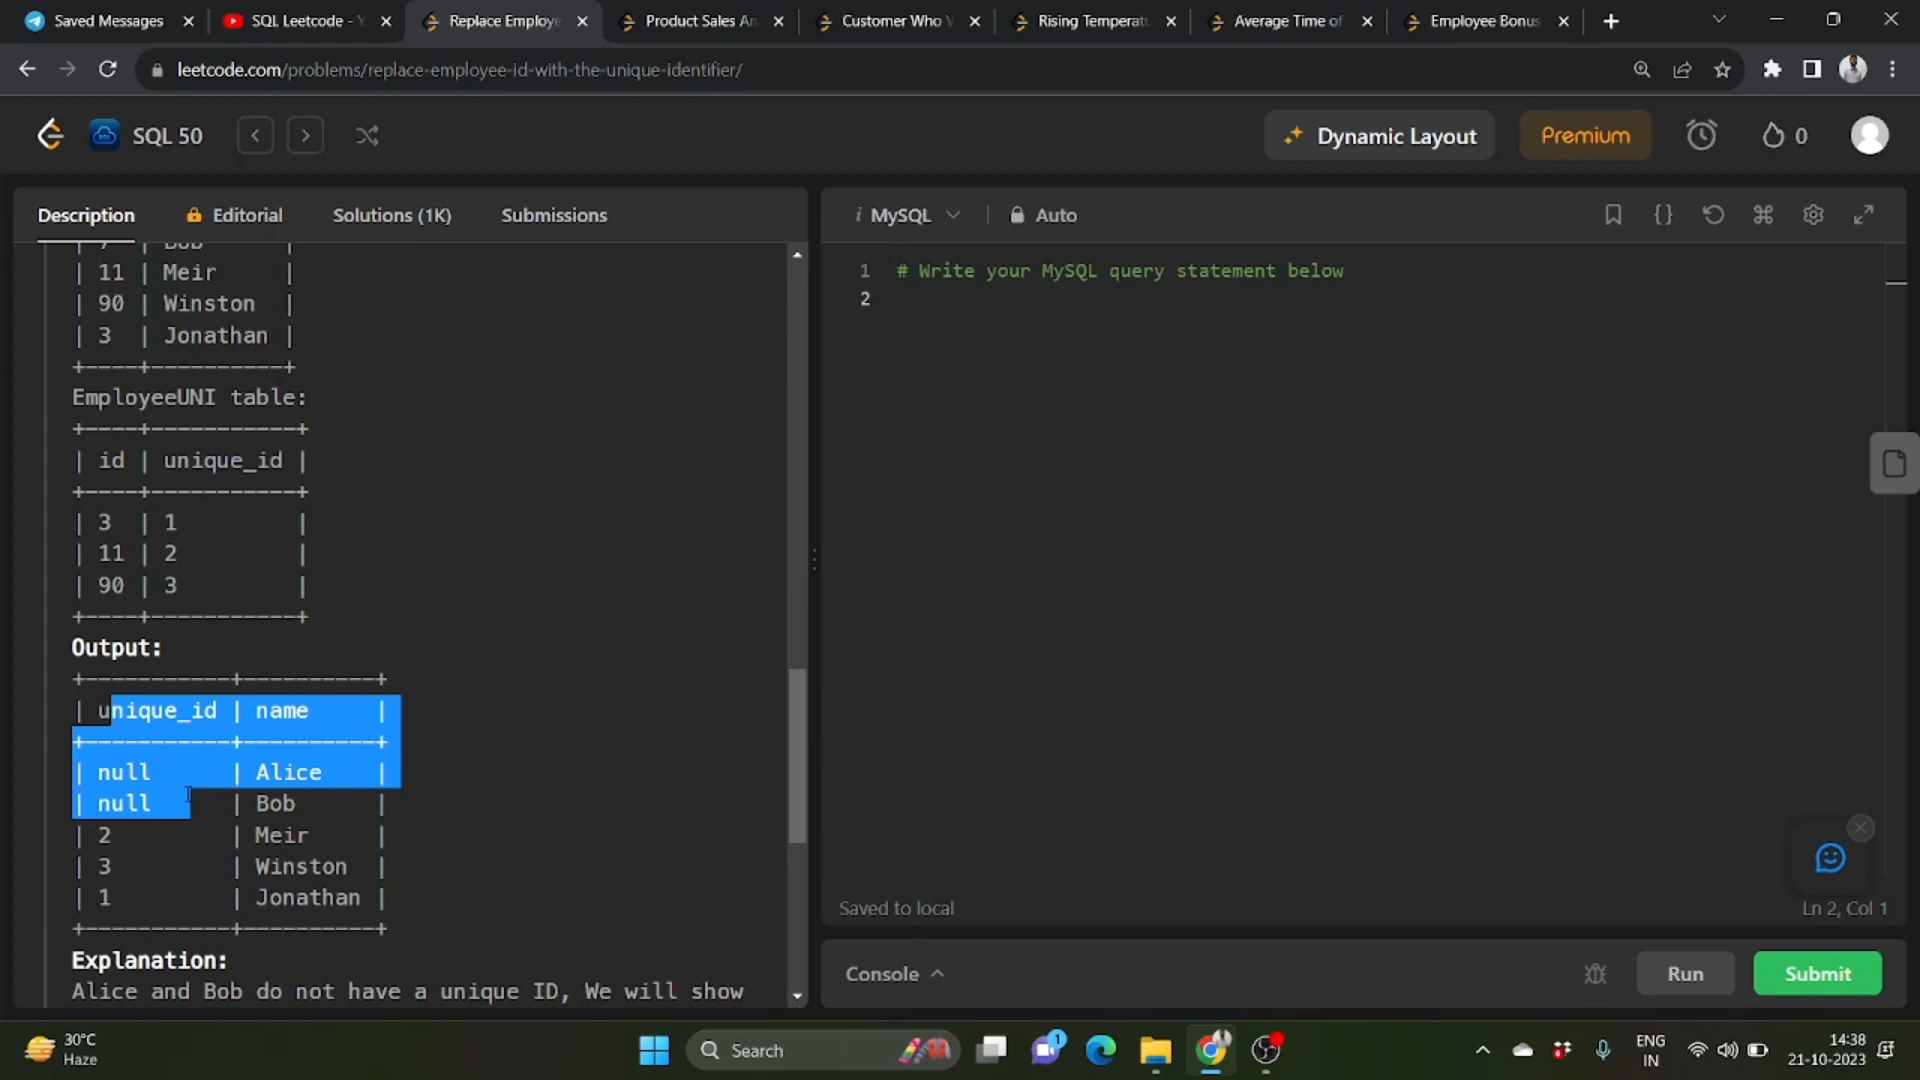 Saved Messages
SQL Leetcode - Y
Replace Employe
Product Sales An
Customer Who V
Rising Temperatu
Average Time of
Employee Bonus
leetcode.com/problems/replace-employee-id-with-the-unique-identifier/
SQL 50
Dynamic Layout
Premium
0
Description
Editorial
Solutions (1K)
Submissions
| 7  | Bob      |
| 11 | Meir     |
| 90 | Winston  |
| 3  | Jonathan |
+----+----------+
EmployeeUNI table:
+----+-----------+
| id | unique_id |
+----+-----------+
| 3  | 1         |
| 11 | 2         |
| 90 | 3         |
+----+-----------+
Output:
+-----------+----------+
| unique_id | name     |
+-----------+----------+
| null      | Alice    |
| null      | Bob      |
| 2         | Meir     |
| 3         | Winston  |
| 1         | Jonathan |
+-----------+----------+
Explanation:
Alice and Bob do not have a unique ID, We will show
i MySQL
Auto
1 # Write your MySQL query statement below
2
Saved to local
Ln 2, Col 1
Console
Run
Submit
30°C
Haze
Search
1
ENG
IN
14:38
21-10-2023